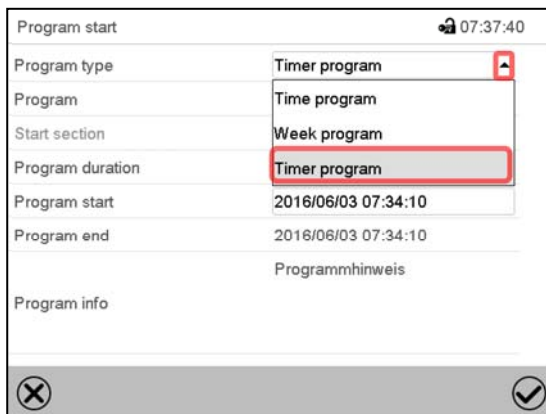 Program start 07:37:40
Program type Timer program
Program Time program
Start section Week program
Program duration Timer program
Program start 2016/06/03 07:34:10
Program end 2016/06/03 07:34:10
Programmhinweis
Program info